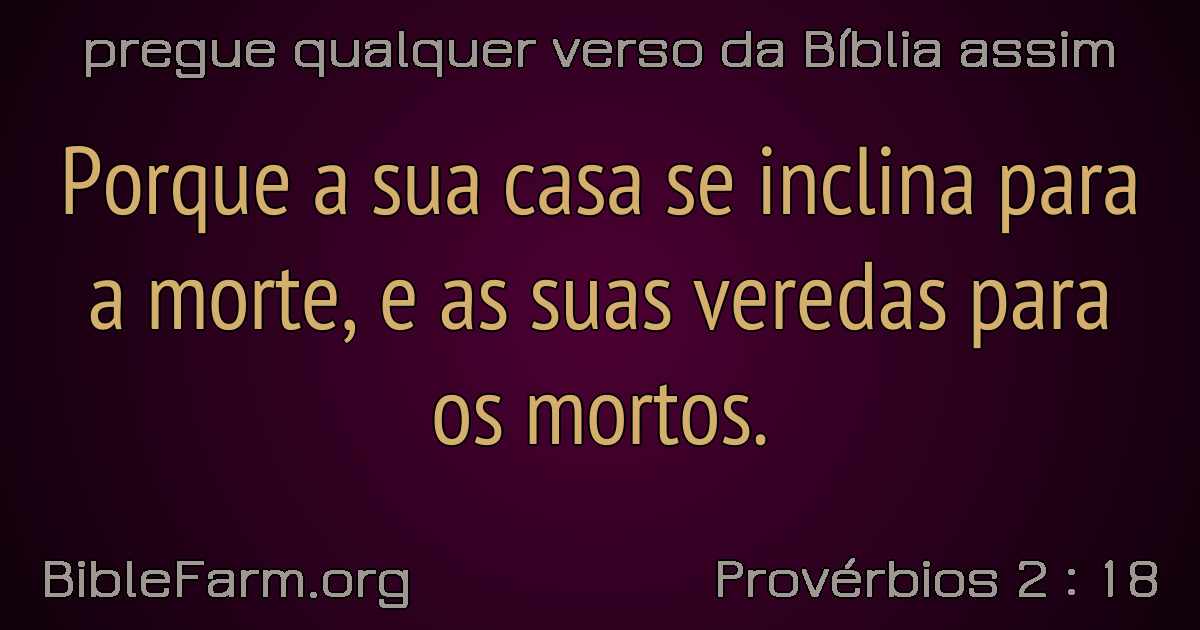 pregue qualquer verso da Bíblia assim
Porque a sua casa se inclina para
a morte, e as suas veredas para
os mortos.
BibleFarm.org
Provérbios 2 : 18